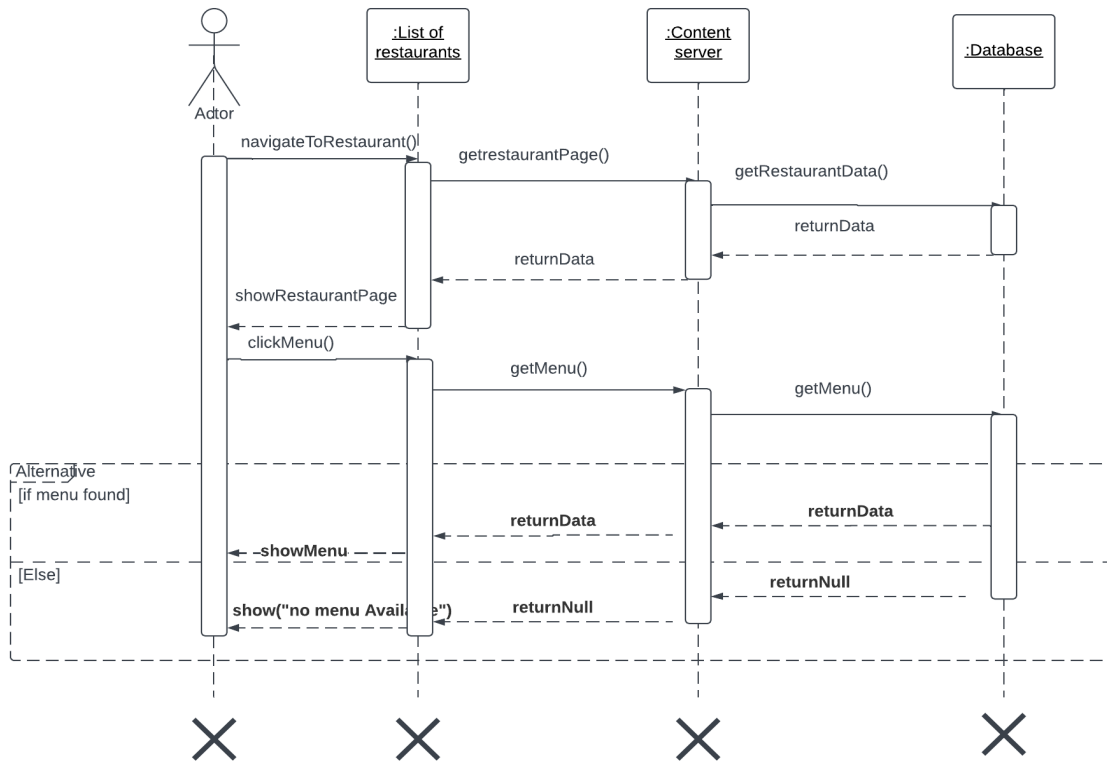 :List of
restaurants
:Content
server
:Database
Actor
navigateToRestaurant()
getrestaurantPage()
getRestaurantData()
returnData
returnData
showRestaurantPage
clickMenu()
getMenu()
getMenu()
Alternative
[if menu found]
returnData
returnData
showMenu
[Else]
returnNull
returnNull
show("no menu Available")